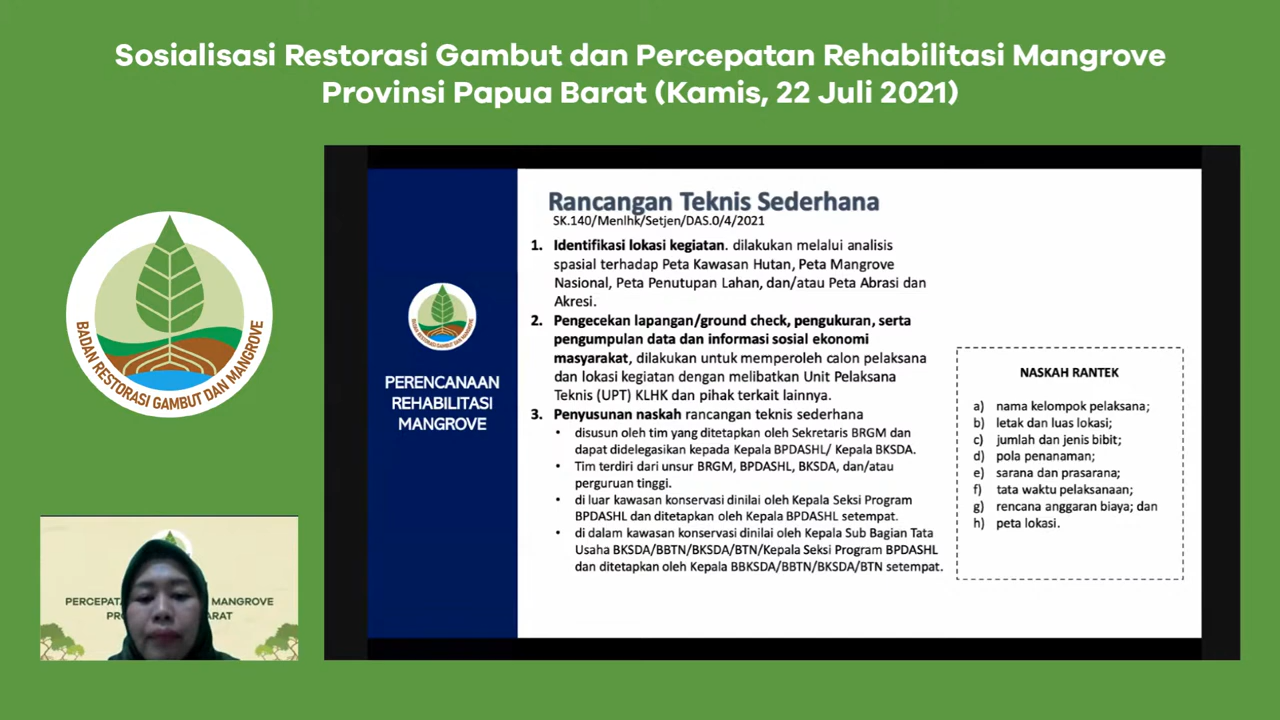 Sosialisasi Restorasi Gambut dan Percepatan Rehabilitasi Mangrove
Provinsi Papua Barat (Kamis, 22 Juli 2021)
BADAN RESTORASI GAMBUT DAN MANGROVE
BADAN RESTORASI GAMBUT DAN MANGROVE
PERENCANAAN
REHABILITASI
MANGROVE
Rancangan Teknis Sederhana
SK.140/Menlhk/Setjen/DAS.0/4/2021
1. Identifikasi lokasi kegiatan. dilakukan melalui analisis
spasial terhadap Peta Kawasan Hutan, Peta Mangrove
Nasional, Peta Penutupan Lahan, dan/atau Peta Abrasi dan
Akresi.
2. Pengecekan lapangan/ground check, pengukuran, serta
pengumpulan data dan informasi sosial ekonomi
masyarakat, dilakukan untuk memperoleh calon pelaksana
dan lokasi kegiatan dengan melibatkan Unit Pelaksana
Teknis (UPT) KLHK dan pihak terkait lainnya.
3. Penyusunan naskah rancangan teknis sederhana
• disusun oleh tim yang ditetapkan oleh Sekretaris BRGM dan
dapat didelegasikan kepada Kepala BPDASHL/ Kepala BKSDA.
• Tim terdiri dari unsur BRGM, BPDASHL, BKSDA, dan/atau
perguruan tinggi.
• di luar kawasan konservasi dinilai oleh Kepala Seksi Program
BPDASHL dan ditetapkan oleh Kepala BPDASHL setempat.
• di dalam kawasan konservasi dinilai oleh Kepala Sub Bagian Tata
Usaha BKSDA/BBTN/BKSDA/BTN/Kepala Seksi Program BPDASHL
dan ditetapkan oleh Kepala BBKSDA/BBTN/BKSDA/BTN setempat.
NASKAH RANTEK
a) nama kelompok pelaksana;
b) letak dan luas lokasi;
c) jumlah dan jenis bibit;
d) pola penanaman;
e) sarana dan prasarana;
f) tata waktu pelaksanaan;
g) rencana anggaran biaya; dan
h) peta lokasi.
MANGROVE